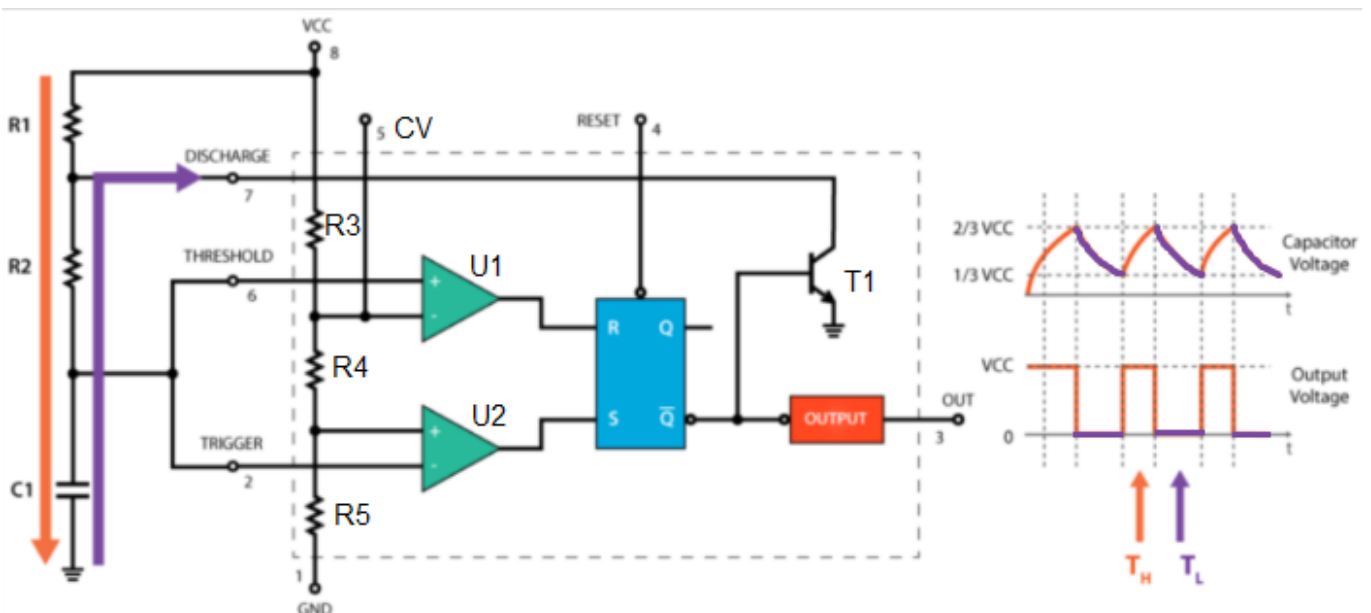 VCC
8
R1
DISCHARGE
7
R2
THRESHOLD
6
TRIGGER
2
C1
5 CV
RESET
4
R3
R4
R5
1
GND
+
-
U1
+
-
U2
R
Q
S
Q̅
T1
OUTPUT
OUT
3
2/3 VCC
1/3 VCC
Capacitor
Voltage
t
VCC
0
Output
Voltage
t
T_H
T_L